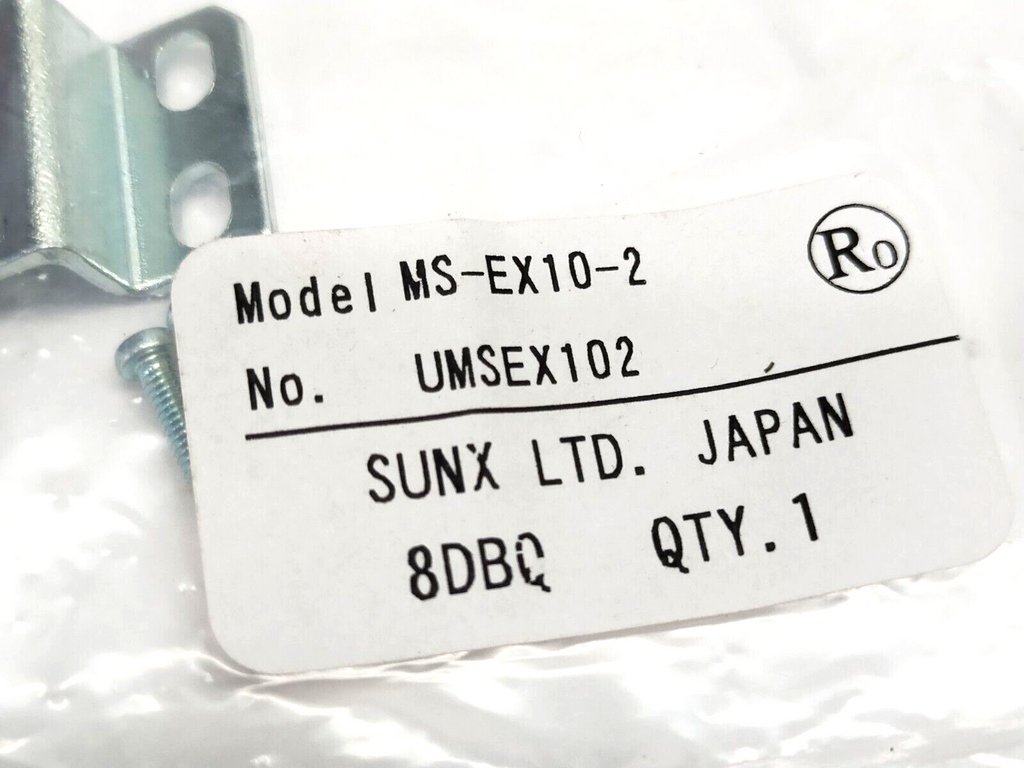 Model MS-EX10-2
Ro
No. UMSEX102
SUNX LTD. JAPAN
8DBQ QTY.1